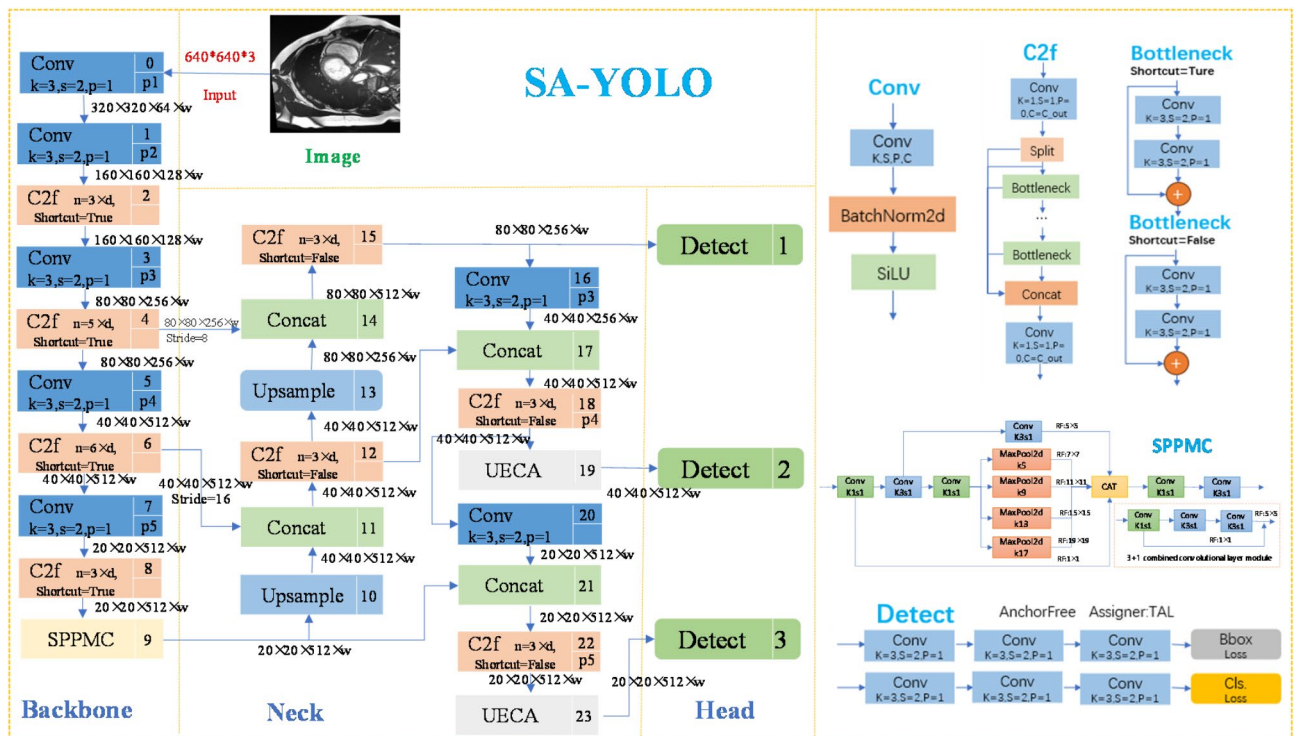 SA-YOLO
640*640*3
Input
Image
Conv 0
k=3,s=2,p=1 p1
320×320×64×w
Conv 1
k=3,s=2,p=1 p2
160×160×128×w
C2f n=3×d, 2
Shortcut=True
160×160×128×w
Conv 3
k=3,s=2,p=1 p3
80×80×256×w
C2f n=5×d, 4
Shortcut=True
80×80×256×w
Stride=8
80×80×256×w
Conv 5
k=3,s=2,p=1 p4
40×40×512×w
C2f n=6×d, 6
Shortcut=True
40×40×512×w
40×40×512×w
Stride=16
Conv 7
k=3,s=2,p=1 p5
20×20×512×w
C2f n=3×d, 8
Shortcut=True
20×20×512×w
SPPMC 9
Backbone
C2f n=3×d, 15
Shortcut=False
80×80×512×w
Concat 14
80×80×256×w
Upsample 13
40×40×512×w
C2f n=3×d, 12
Shortcut=False
40×40×512×w
Concat 11
40×40×512×w
Upsample 10
20×20×512×w
Neck
80×80×256×w
Conv 16
k=3,s=2,p=1 p3
40×40×256×w
Concat 17
40×40×512×w
C2f n=3×d, 18
Shortcut=False p4
40×40×512×w
UECA 19
40×40×512×w
Conv 20
k=3,s=2,p=1
20×20×512×w
Concat 21
20×20×512×w
C2f n=3×d, 22
Shortcut=False p5
20×20×512×w
20×20×512×w
UECA 23
Detect 1
Detect 2
Detect 3
Head
Conv
Conv
K,S,P,C
BatchNorm2d
SiLU
C2f
Conv
K=1,S=1,P=
0,C=C_out
Split
Bottleneck
...
Bottleneck
Concat
Conv
K=1,S=1,P=
0,C=C_out
Bottleneck
Shortcut=Ture
Conv
K=3,S=2,P=1
Conv
K=3,S=2,P=1
+
Bottleneck
Shortcut=False
Conv
K=3,S=2,P=1
Conv
K=3,S=2,P=1
+
SPPMC
Conv
K1s1
Conv
K3s1
Conv
K1s1
Conv
K3s1
RF:5×5
MaxPool2d
k5
RF:7×7
MaxPool2d
k9
RF:11×11
MaxPool2d
k13
RF:15×15
MaxPool2d
k17
RF:19×19
RF:1×1
CAT
Conv
K1s1
Conv
K3s1
Conv
K1s1
Conv
K3s1
Conv
K3s1
RF:5×5
RF:1×1
3+1 combined convolutional layer module
Detect
AnchorFree Assigner:TAL
Conv
K=3,S=2,P=1
Conv
K=3,S=2,P=1
Conv
K=3,S=2,P=1
Bbox
Loss
Conv
K=3,S=2,P=1
Conv
K=3,S=2,P=1
Conv
K=3,S=2,P=1
Cls.
Loss